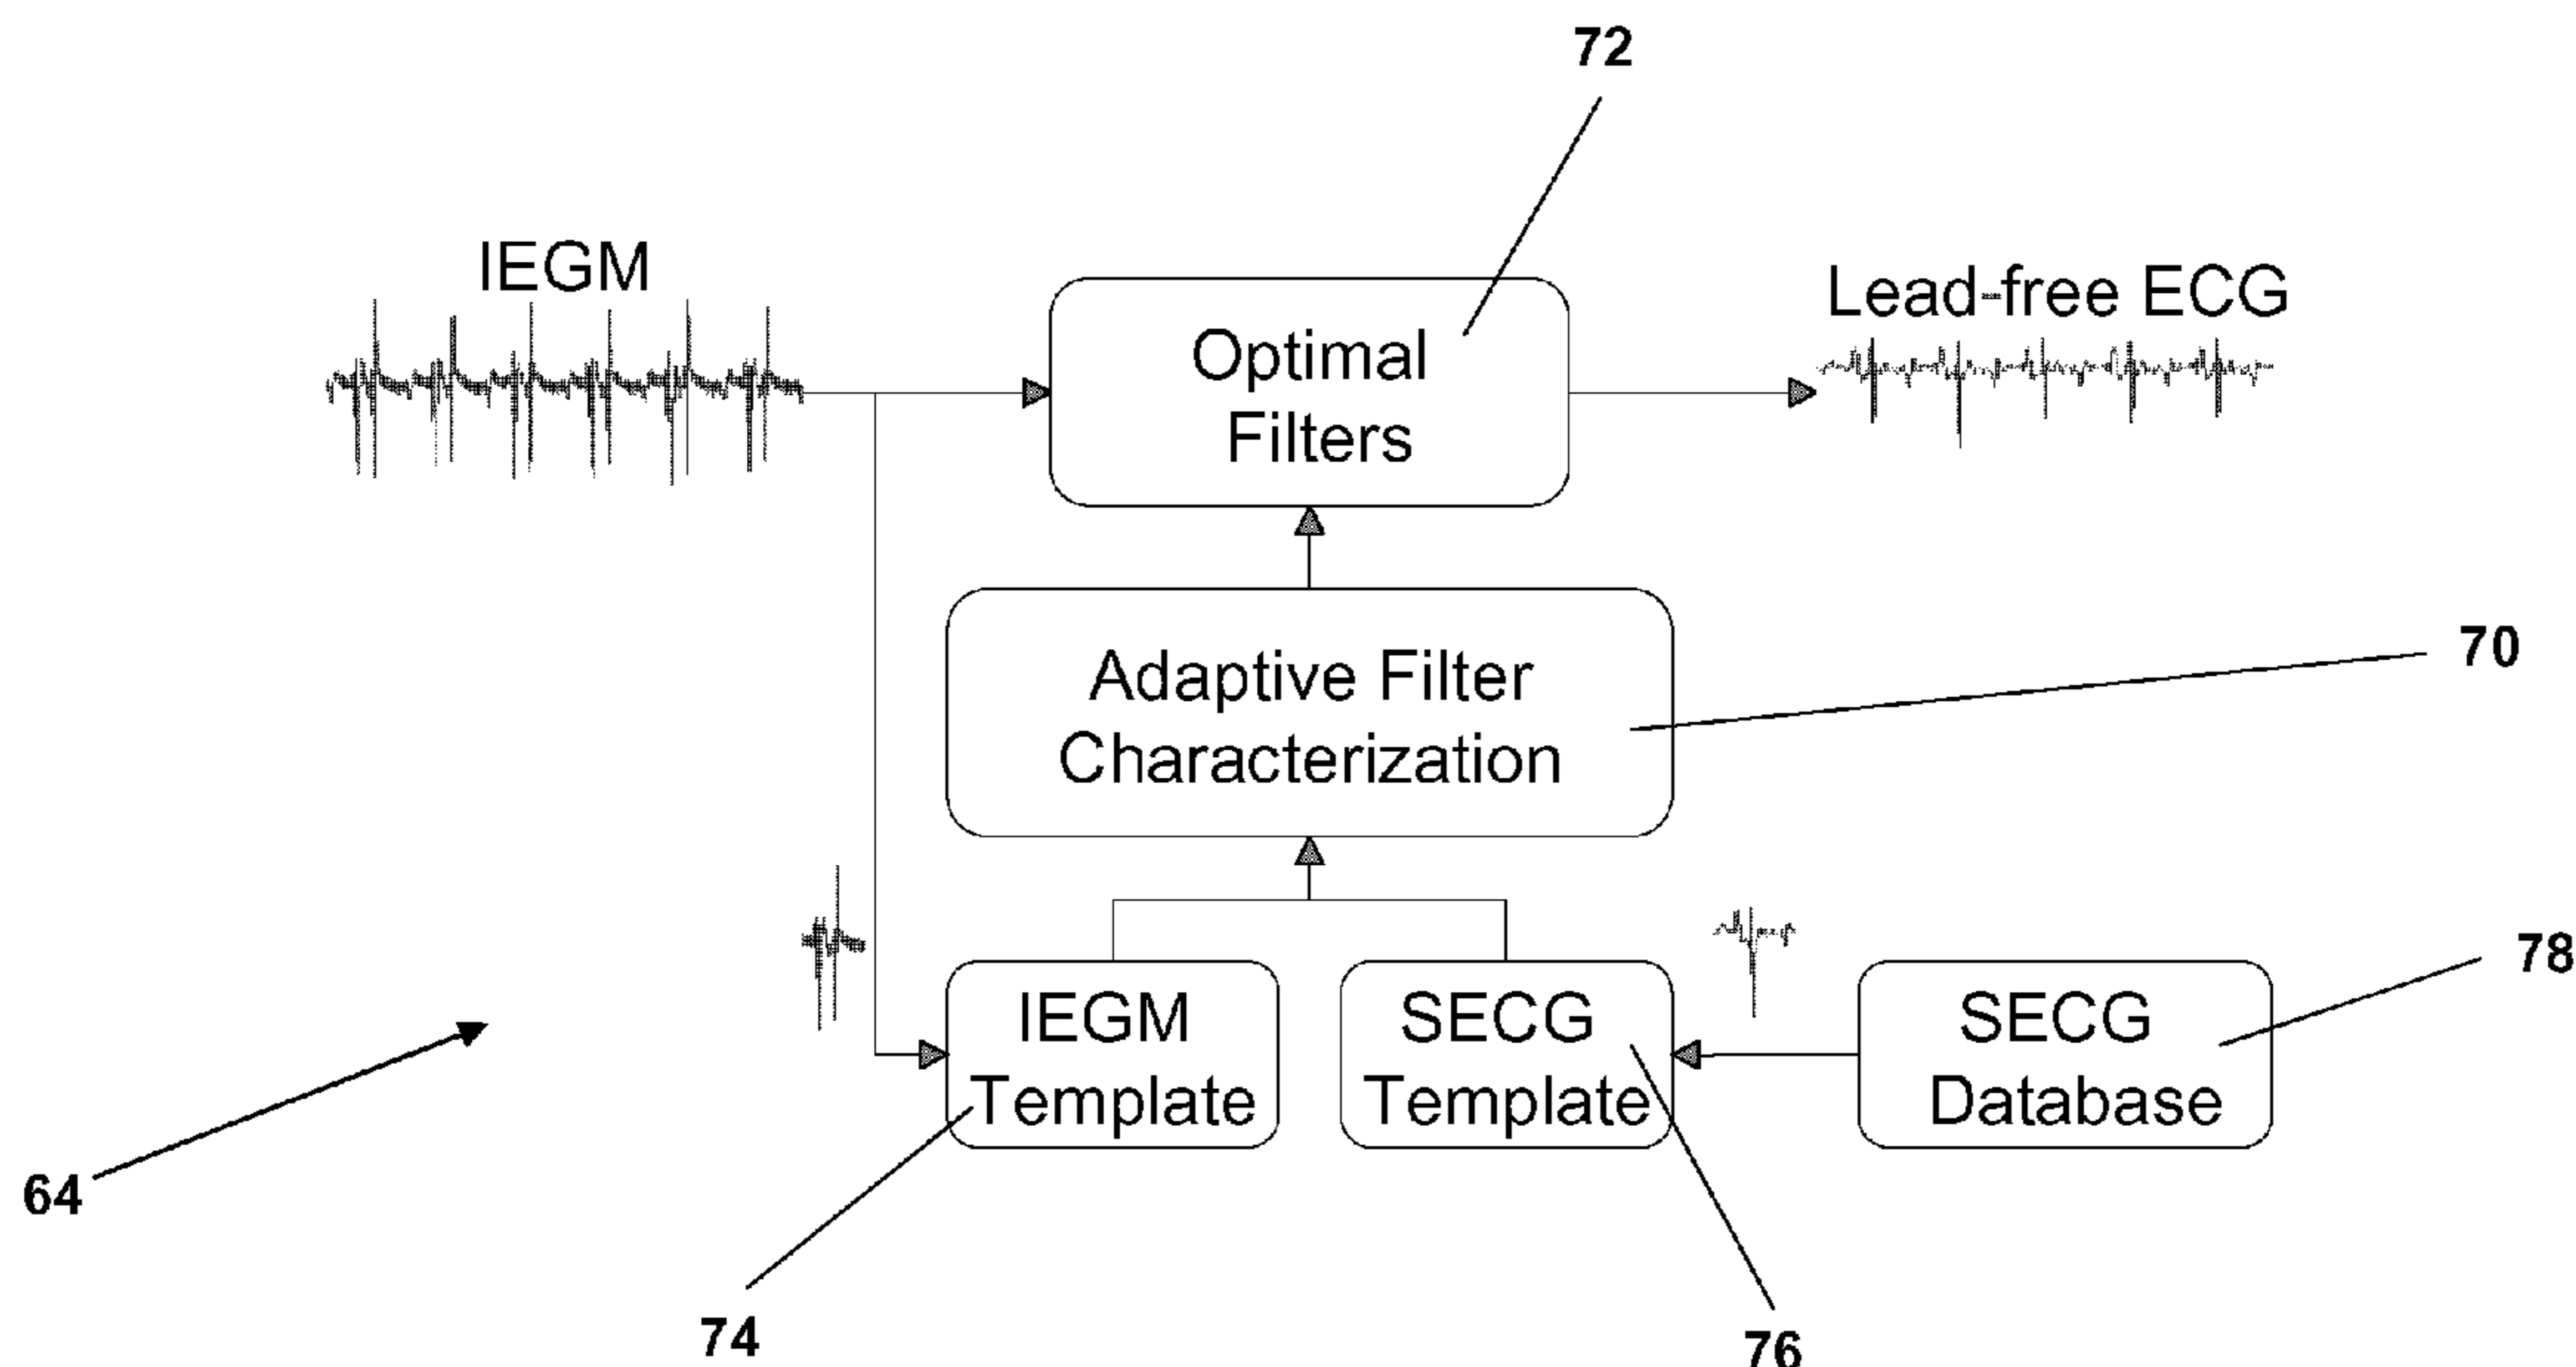 72
IEGM
Lead-free ECG
Optimal
Filters
70
Adaptive Filter
Characterization
78
IEGM
Template
SECG
Template
SECG
Database
64
74
76